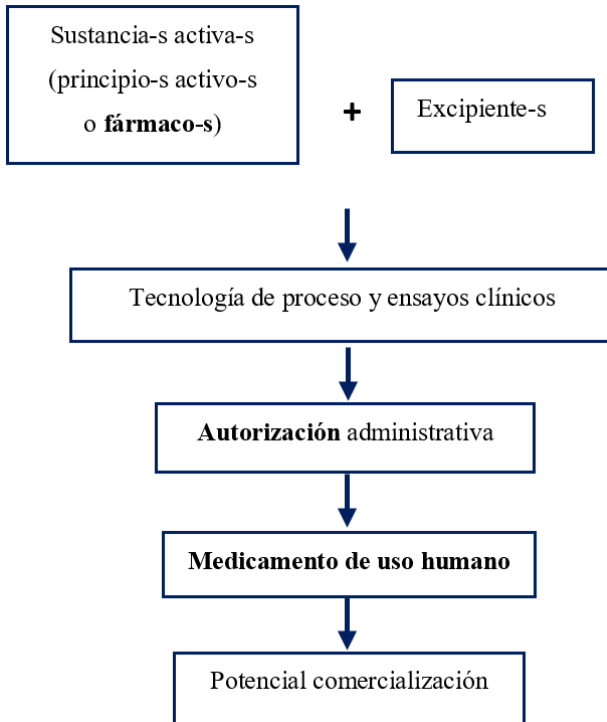 Sustancia-s activa-s
(principio-s activo-s
o fármaco-s)
+
Excipiente-s
Tecnología de proceso y ensayos clínicos
Autorización administrativa
Medicamento de uso humano
Potencial comercialización